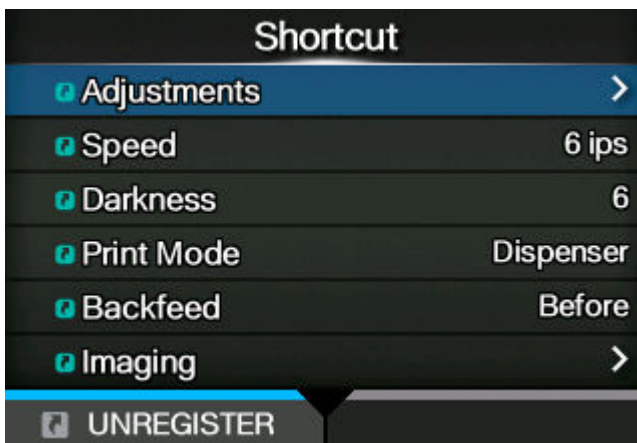 Shortcut
Adjustments
Speed 6 ips
Darkness 6
Print Mode Dispenser
Backfeed Before
Imaging
UNREGISTER